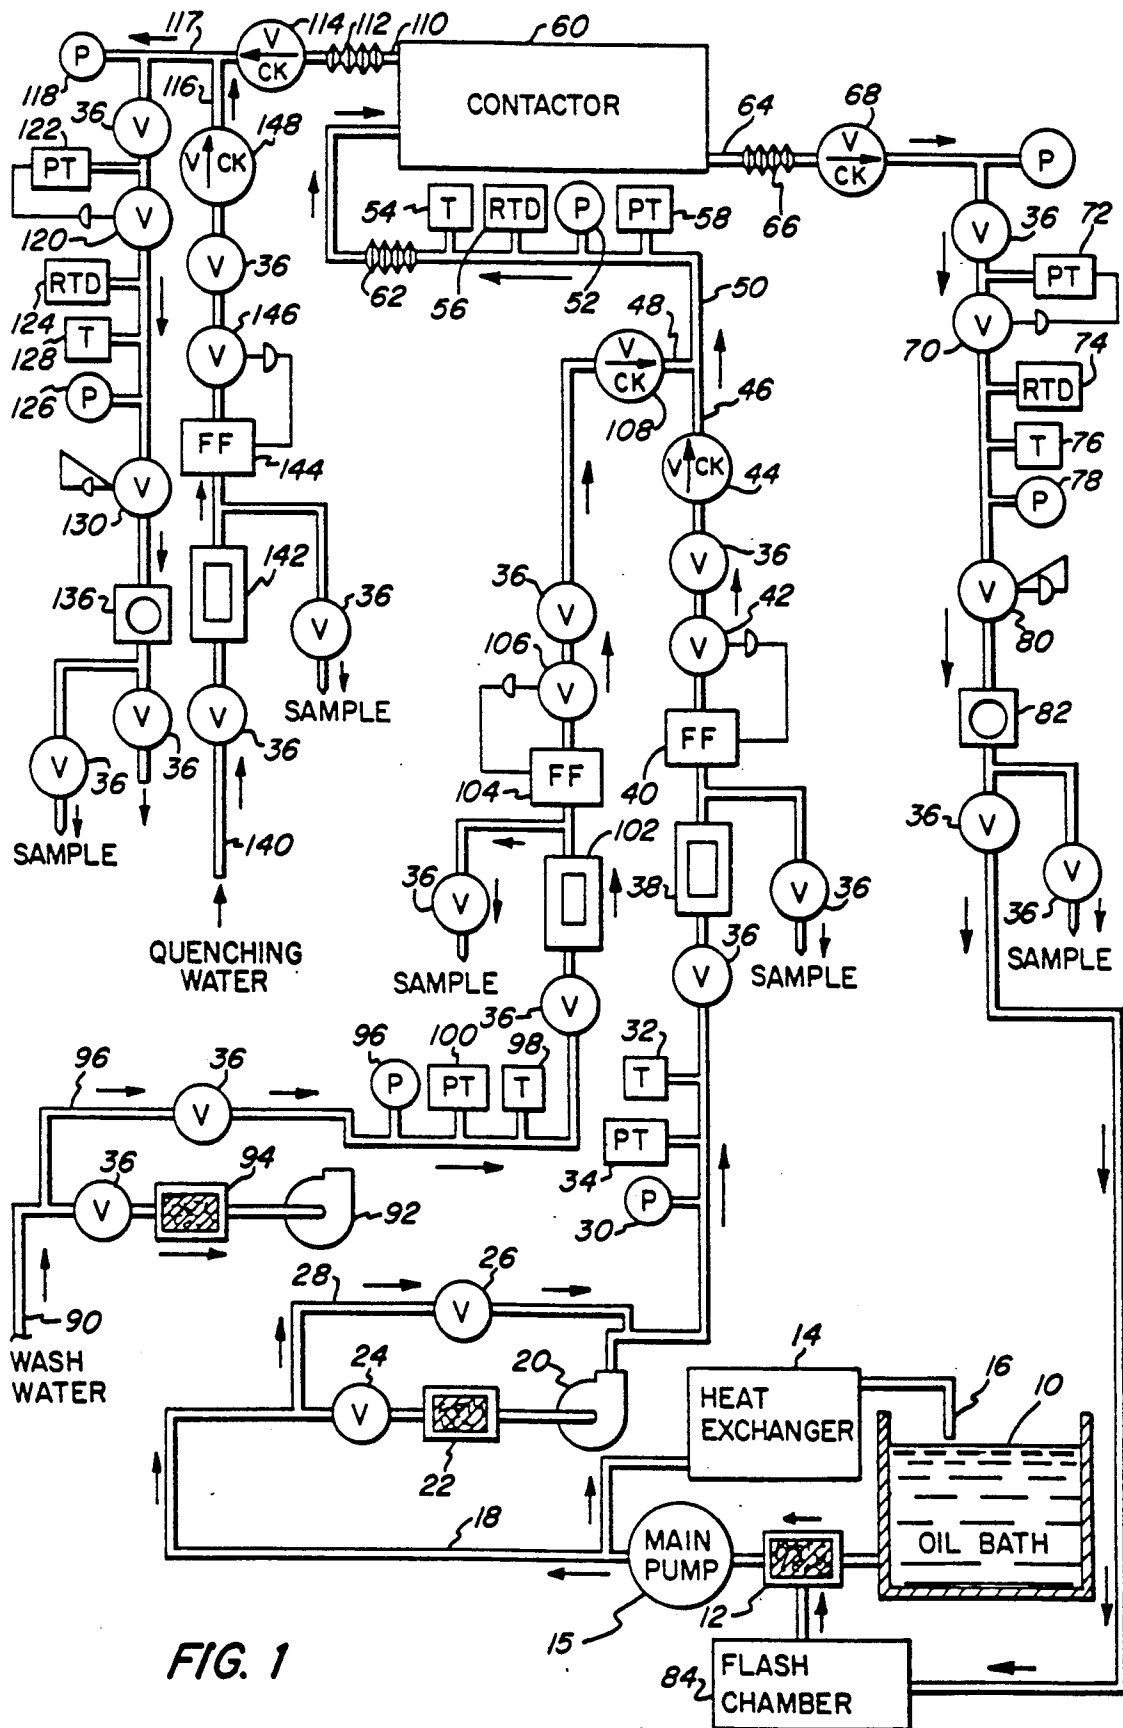 117
114
112
110
60
P
V
CK
CONTACTOR
118
36
V
116
148
V CK
64
68
V
CK
P
122
PT
54
T
RTD
P
PT
58
66
V
36
72
PT
120
V
V
36
62
56
52
50
70
V
RTD
124
146
V
48
V
CK
108
46
74
RTD
T
128
P
126
T
76
FF
144
V CK
44
78
P
V
130
142
36
V
36
V
42
V
80
136
36
V
106
V
V
82
SAMPLE
FF
104
FF
40
V
36
V
36
V
36
SAMPLE
140
102
38
36
V
V
36
36
V
V
36
SAMPLE
QUENCHING
WATER
SAMPLE
36
V
36
V
SAMPLE
96
36
V
96
P
100
PT
98
T
32
T
36
V
94
92
PT
34
P
30
90
WASH
WATER
28
26
V
24
V
20
22
14
HEAT
EXCHANGER
16
10
OIL BATH
18
MAIN
PUMP
15
12
FIG. 1
84
FLASH
CHAMBER